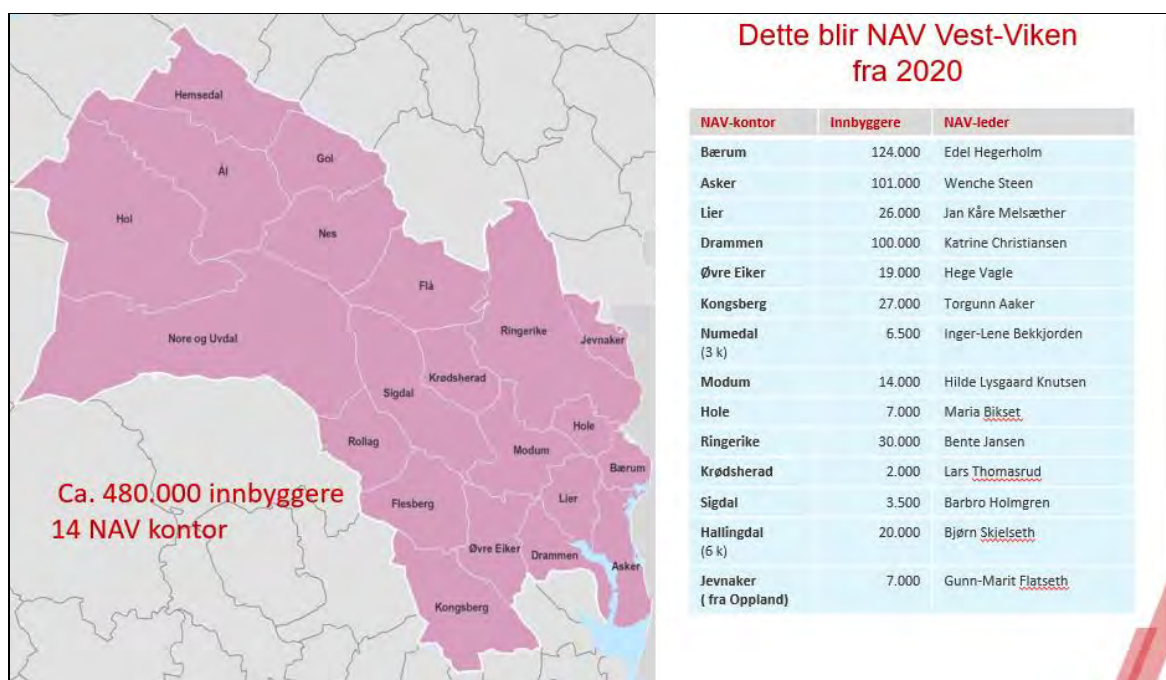 Dette blir NAV Vest-Viken
fra 2020
NAV-kontor Innbyggere NAV-leder
Bærum 124.000 Edel Hegerholm
Asker 101.000 Wenche Steen
Lier 26.000 Jan Kåre Melsæther
Drammen 100.000 Katrine Christiansen
Øvre Eiker 19.000 Hege Vagle
Kongsberg 27.000 Torgunn Aaker
Numedal 6.500 Inger-Lene Bekkjorden
(3 k)
Modum 14.000 Hilde Lysgaard Knutsen
Hole 7.000 Maria Bikset
Ringerike 30.000 Bente Jansen
Krødsherad 2.000 Lars Thomasrud
Sigdal 3.500 Barbro Holmgren
Hallingdal 20.000 Bjørn Skjelseth
(6 k)
Jevnaker 7.000 Gunn-Marit Flatseth
( fra Oppland)
Hemsedal
Gol
Ål
Hol
Nes
Flå
Ringerike
Nore og Uvdal
Jevnaker
Krødsherad
Sigdal
Hole
Rollag
Modum
Bærum
Lier
Flesberg
Øvre Eiker
Drammen
Asker
Kongsberg
Ca. 480.000 innbyggere
14 NAV kontor